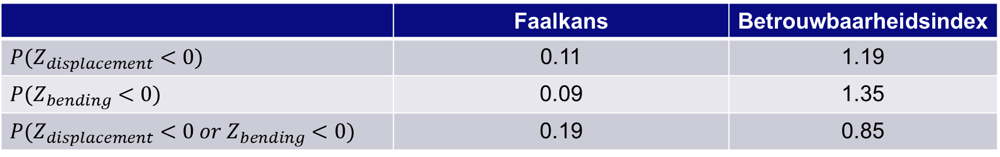 Faalkans Betrouwbaarheidsindex
P(Z_displacement < 0) 0.11 1.19
P(Z_bending < 0) 0.09 1.35
P(Z_displacement < 0 or Z_bending < 0) 0.19 0.85